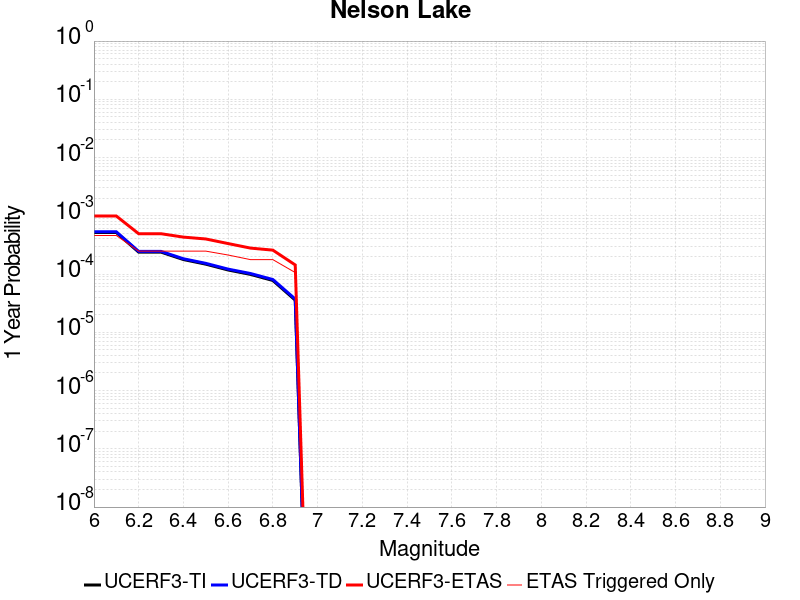 Nelson Lake
10^0
10^-1
10^-2
10^-3
10^-4
10^-5
10^-6
10^-7
10^-8
1 Year Probability
6 6.2 6.4 6.6 6.8 7 7.2 7.4 7.6 7.8 8 8.2 8.4 8.6 8.8 9
Magnitude
UCERF3-TI UCERF3-TD UCERF3-ETAS ETAS Triggered Only